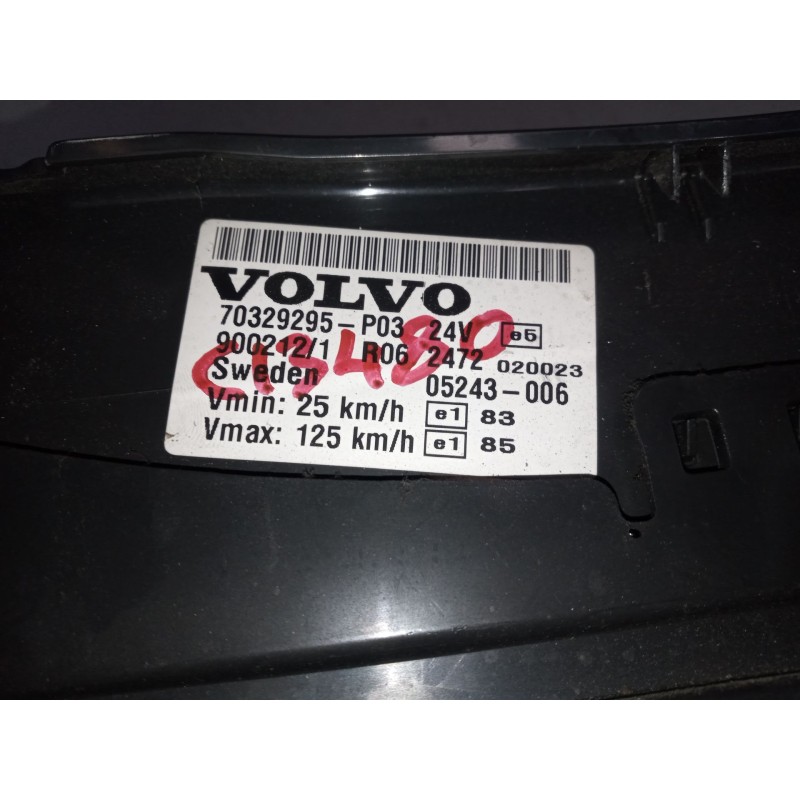 VOLVO
70329295-P03 24V e5
900212/1 R06 2472 020023
Sweden 05243-006
Vmin: 25 km/h e1 83
Vmax: 125 km/h e1 85